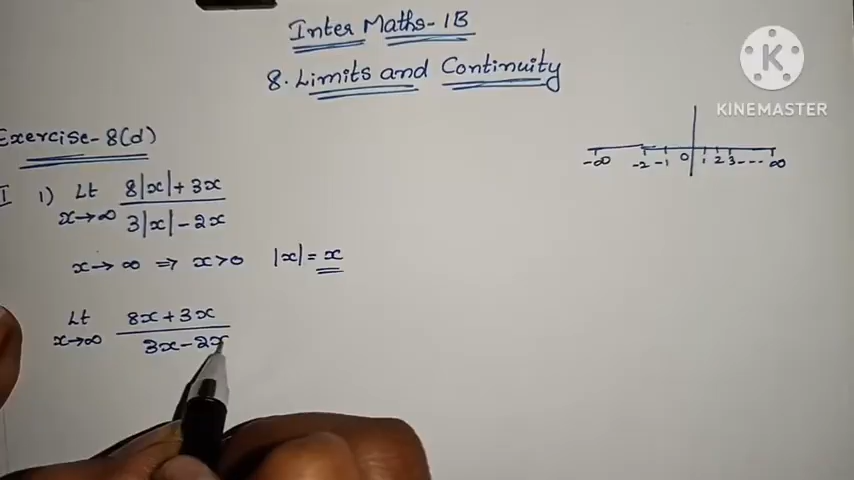 Inter Maths-1B
8. Limits and Continuity
K
KINEMASTER
Exercise-8(d)
-∞ -2 -1 0 1 2 3 --- ∞
I 1) Lt x→∞ 8|x|+3x
3|x|-2x
x→∞ ⇒ x>0 |x|=x
Lt x→∞ 8x+3x
3x-2x